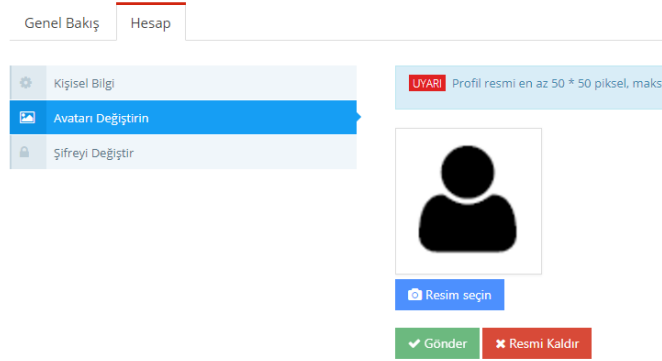 Genel Bakış
Hesap
Kişisel Bilgi
Avatarı Değiştirin
Şifreyi Değiştir
UYARI Profil resmi en az 50 * 50 piksel,
Resim seçin
Gönder
Resmi Kaldır